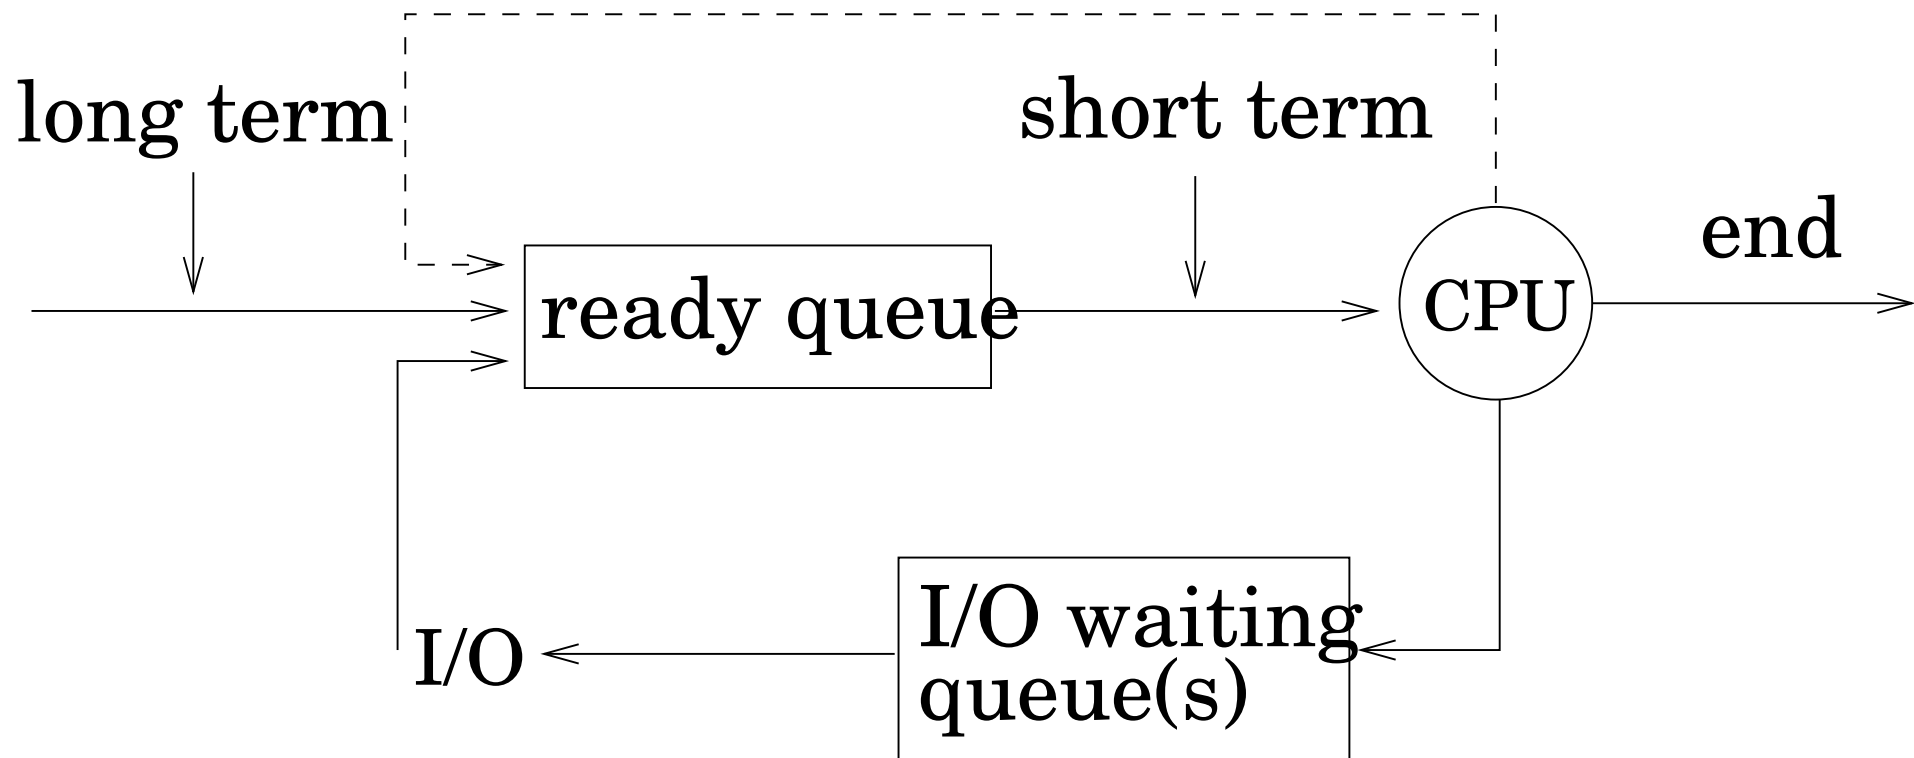 long term
short term
end
ready queue
CPU
I/O waiting
queue(s)
I/O